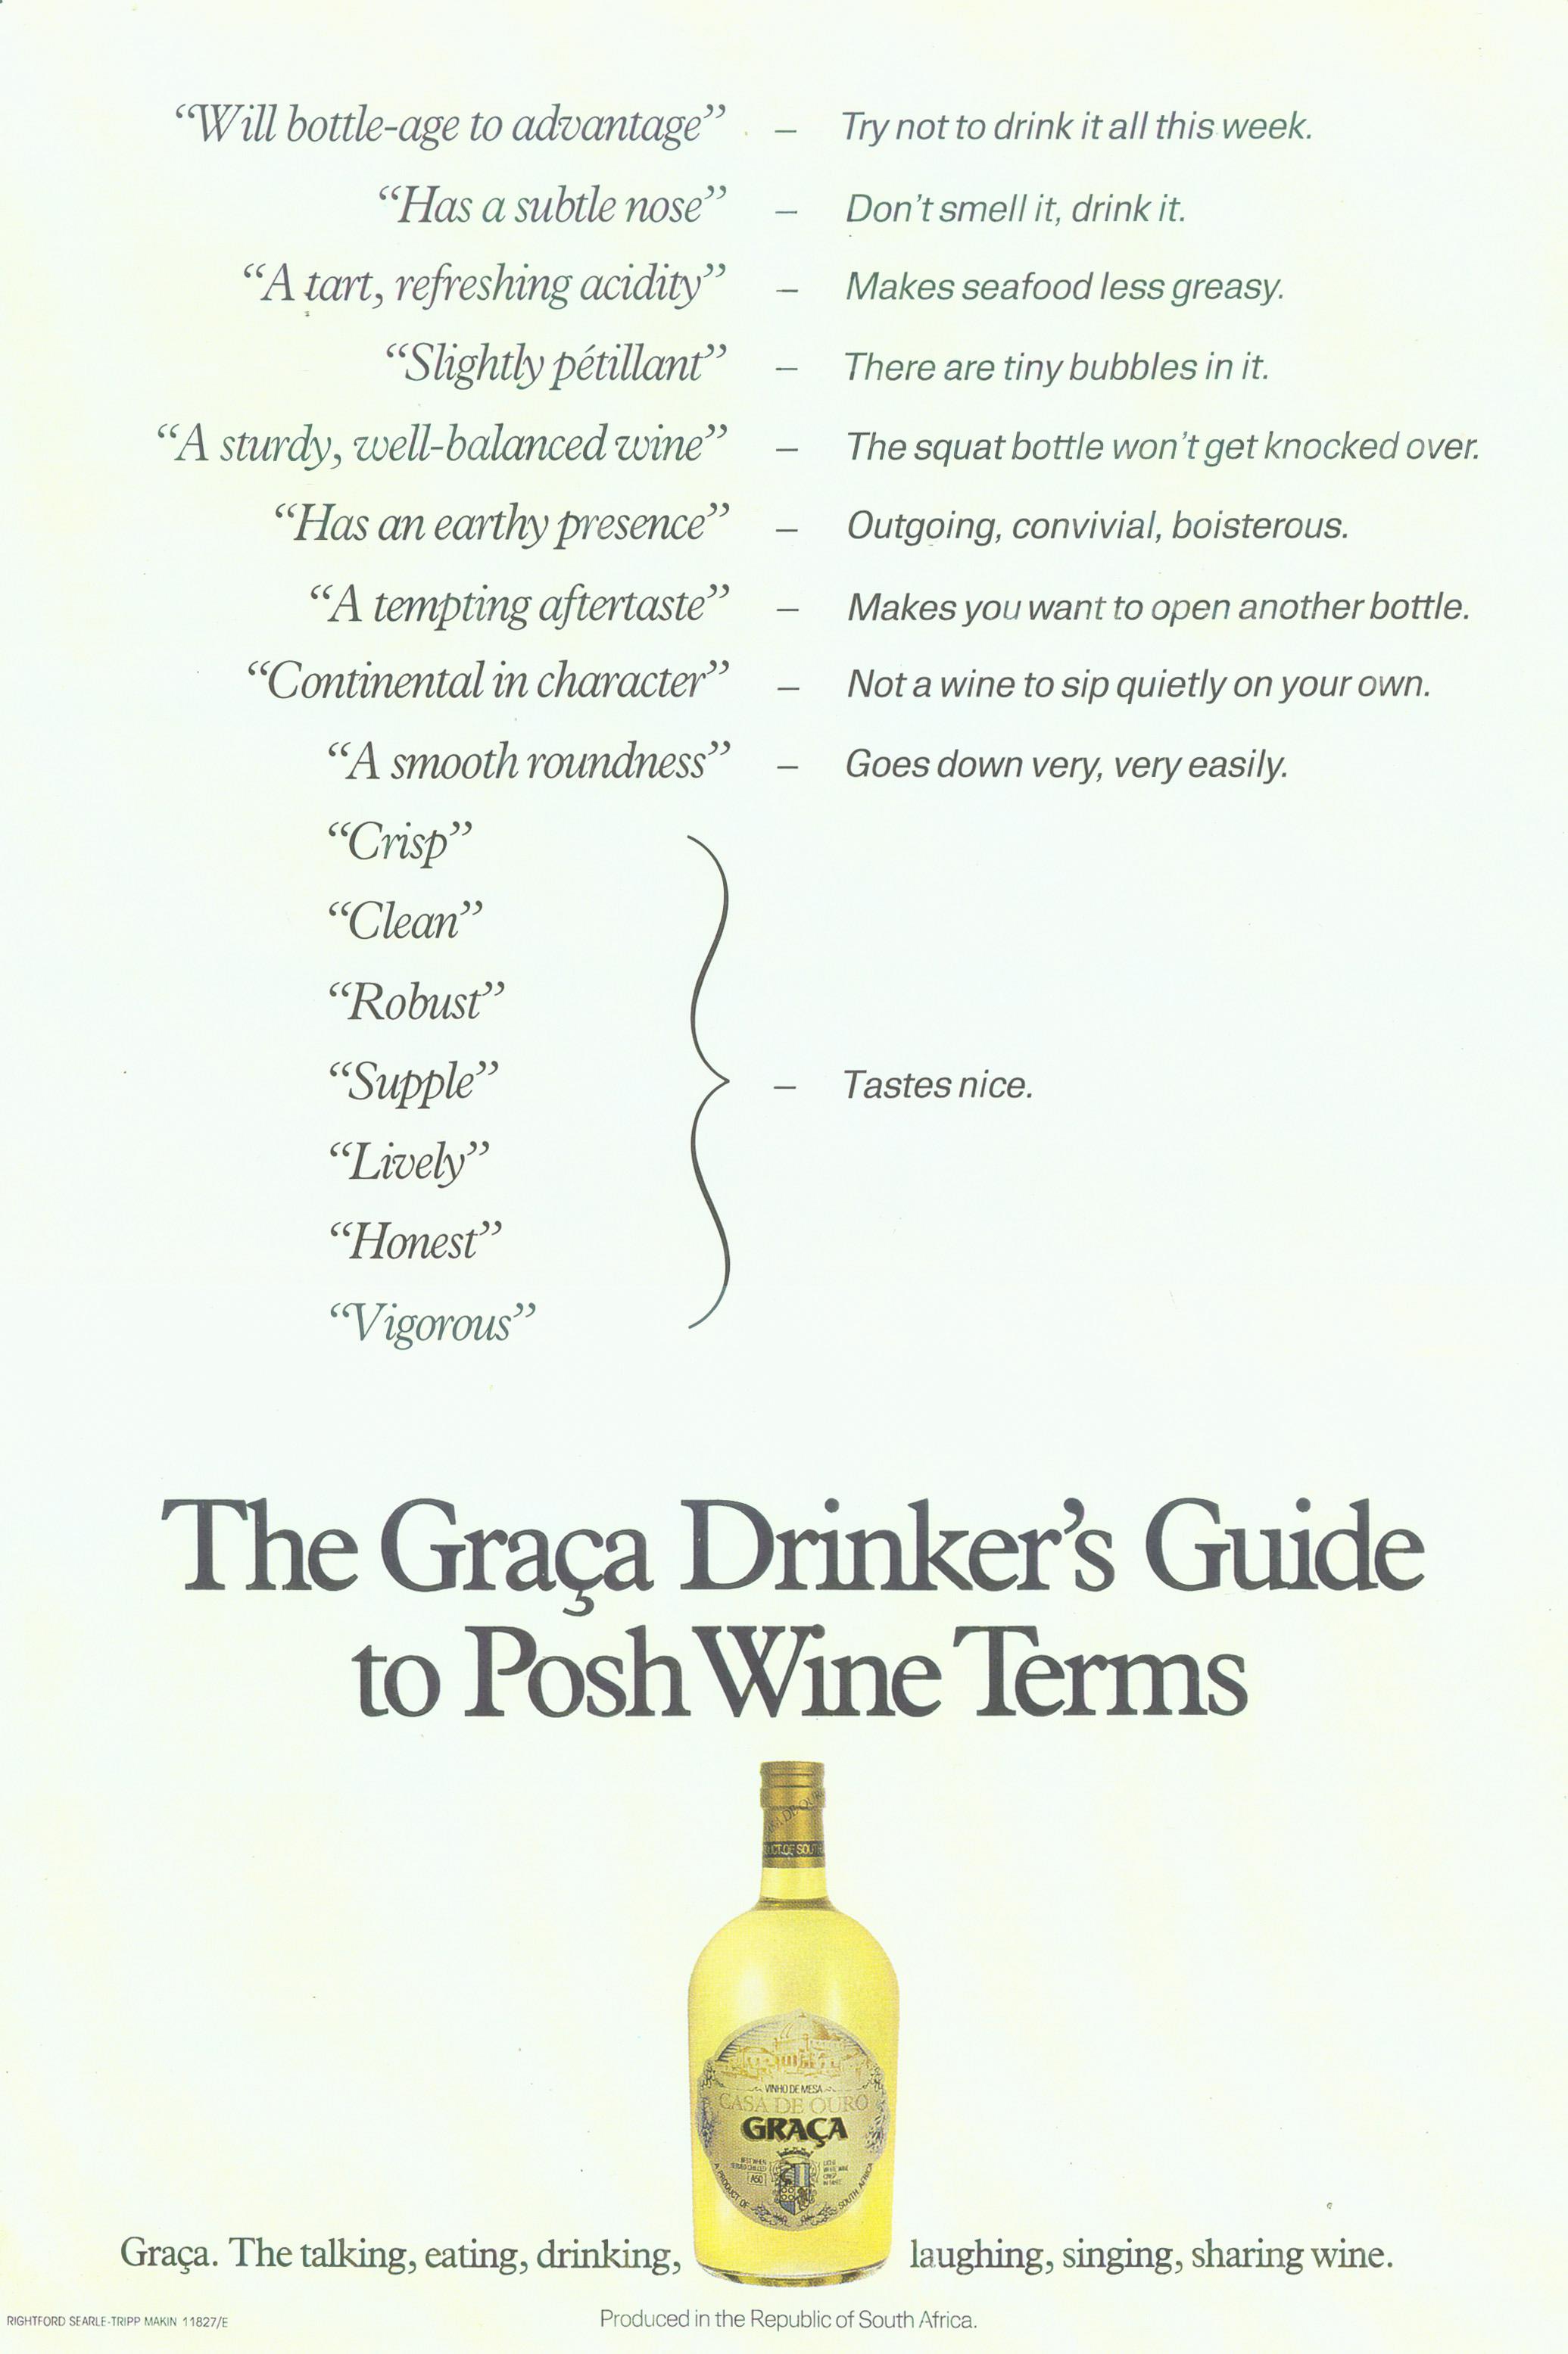 “Will bottle-age to advantage” – Try not to drink it all this week.
“Has a subtle nose” – Don’t smell it, drink it.
“A tart, refreshing acidity” – Makes seafood less greasy.
“Slightly pétillant” – There are tiny bubbles in it.
“A sturdy, well-balanced wine” – The squat bottle won’t get knocked over.
“Has an earthy presence” – Outgoing, convivial, boisterous.
“A tempting aftertaste” – Makes you want to open another bottle.
“Continental in character” – Not a wine to sip quietly on your own.
“A smooth roundness” – Goes down very, very easily.
“Crisp”
“Clean”
“Robust”
“Supple” – Tastes nice.
“Lively”
“Honest”
“Vigorous”
The Graça Drinker’s Guide
to Posh Wine Terms
VINHO DE MESA
CASA DE OURO
GRAÇA
A PRODUCT OF SOUTH AFRICA
Graça. The talking, eating, drinking, laughing, singing, sharing wine.
RIGHTFORD SEARLE-TRIPP MAKIN 11827/E
Produced in the Republic of South Africa.